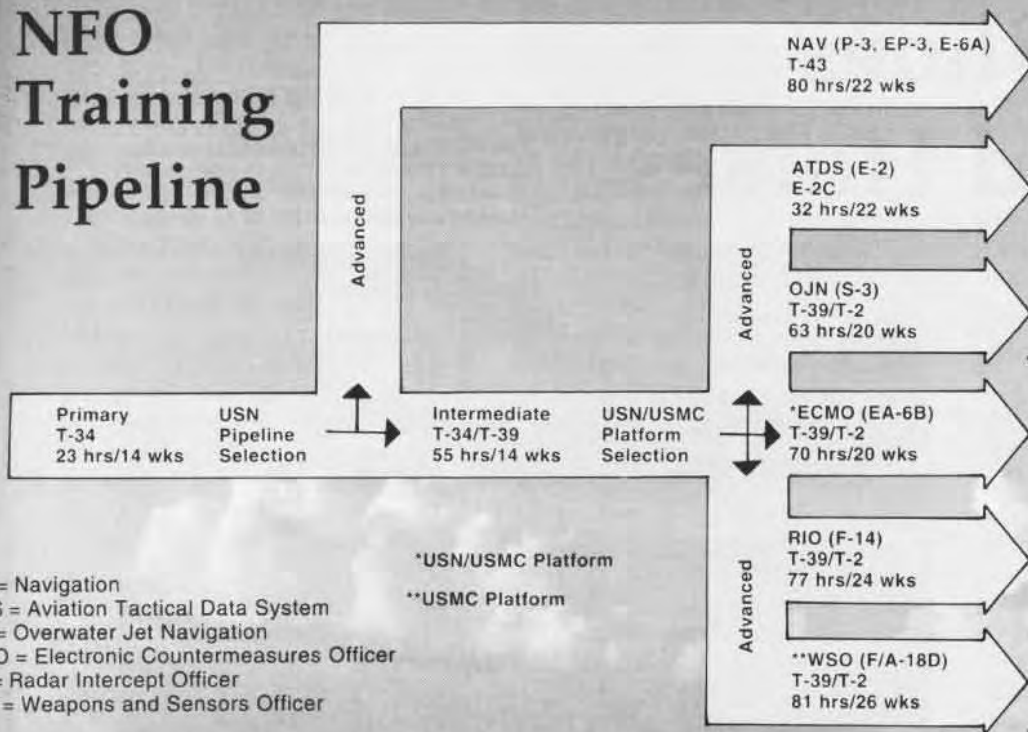 NFO
Training
Pipeline
NAV (P-3, EP-3, E-6A)
T-43
80 hrs/22 wks
Advanced
ATDS (E-2)
E-2C
32 hrs/22 wks
Advanced
OJN (S-3)
T-39/T-2
63 hrs/20 wks
Primary
T-34
23 hrs/14 wks
USN
Pipeline
Selection
Intermediate
T-34/T-39
55 hrs/14 wks
USN/USMC
Platform
Selection
*ECMO (EA-6B)
T-39/T-2
70 hrs/20 wks
RIO (F-14)
T-39/T-2
77 hrs/24 wks
Advanced
**WSO (F/A-18D)
T-39/T-2
81 hrs/26 wks
*USN/USMC Platform
**USMC Platform
= Navigation
= Aviation Tactical Data System
= Overwater Jet Navigation
= Electronic Countermeasures Officer
= Radar Intercept Officer
= Weapons and Sensors Officer